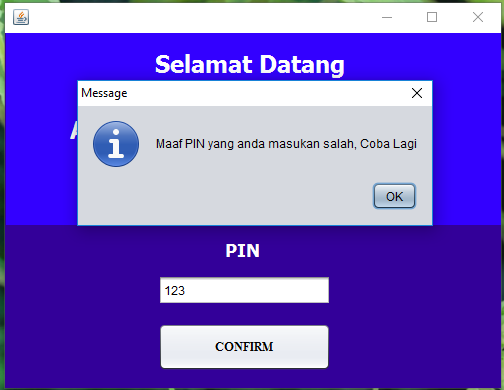 Selamat Datang
Message
Maaf PIN yang anda masukan salah, Coba Lagi
OK
PIN
123
CONFIRM